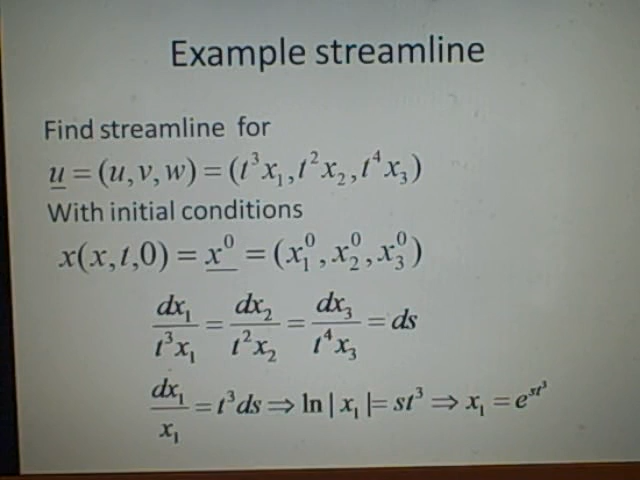 Example streamline
Find streamline for
u = (u, v, w) = (t³x₁, t²x₂, t⁴x₃)
With initial conditions
x(x, t, 0) = x⁰ = (x₁⁰, x₂⁰, x₃⁰)
dx₁/t³x₁ = dx₂/t²x₂ = dx₃/t⁴x₃ = ds
dx₁/x₁ = t³ds ⇒ ln | x₁ |= st³ ⇒ x₁ = e^(st³)